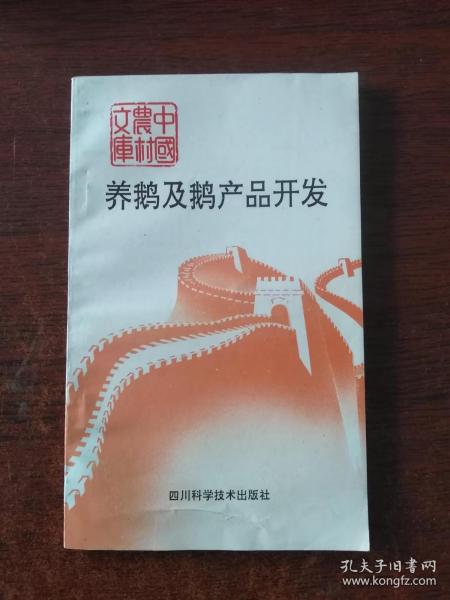 中國
農村
文庫
养鹅及鹅产品开发
四川科学技术出版社
孔夫子旧书网
www.kongfz.com